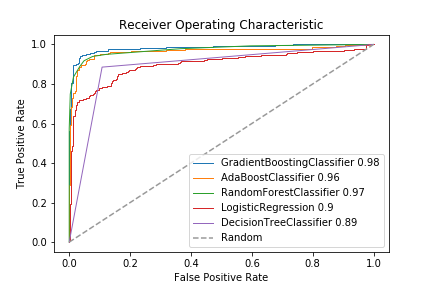 Receiver Operating Characteristic
True Positive Rate
1.0
0.8
0.6
0.4
0.2
0.0
GradientBoostingClassifier 0.98
AdaBoostClassifier 0.96
RandomForestClassifier 0.97
LogisticRegression 0.9
DecisionTreeClassifier 0.89
Random
0.0 0.2 0.4 0.6 0.8 1.0
False Positive Rate